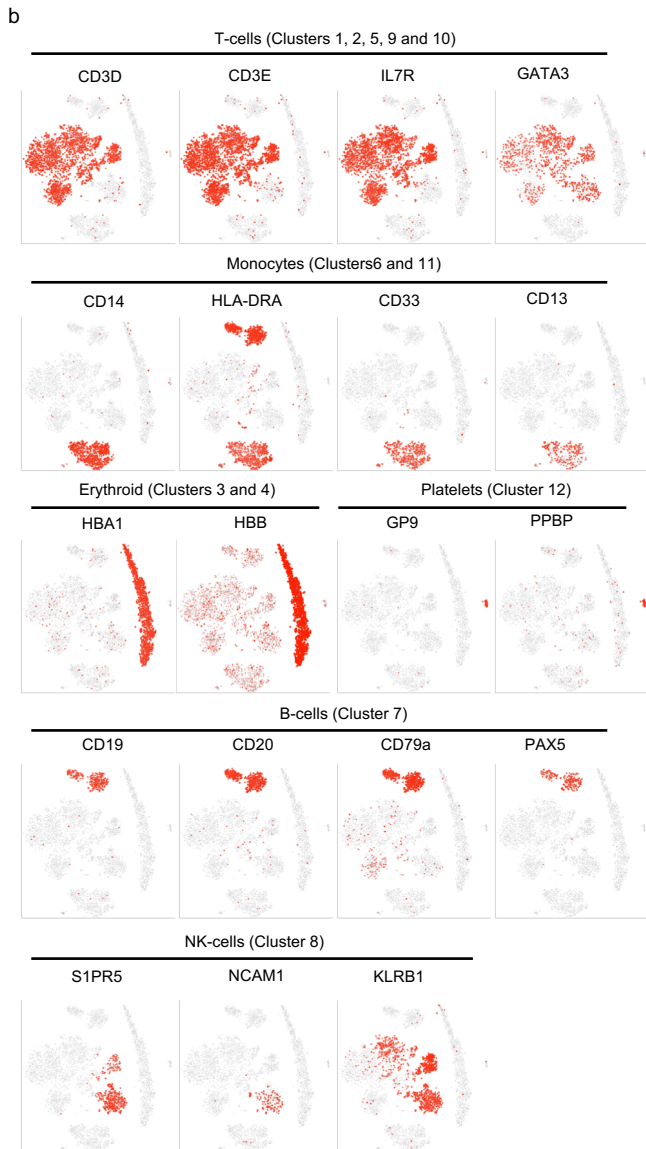 b
T-cells (Clusters 1, 2, 5, 9 and 10)
CD3D CD3E IL7R GATA3
Monocytes (Clusters6 and 11)
CD14 HLA-DRA CD33 CD13
Erythroid (Clusters 3 and 4) Platelets (Cluster 12)
HBA1 HBB GP9 PPBP
B-cells (Cluster 7)
CD19 CD20 CD79a PAX5
NK-cells (Cluster 8)
S1PR5 NCAM1 KLRB1